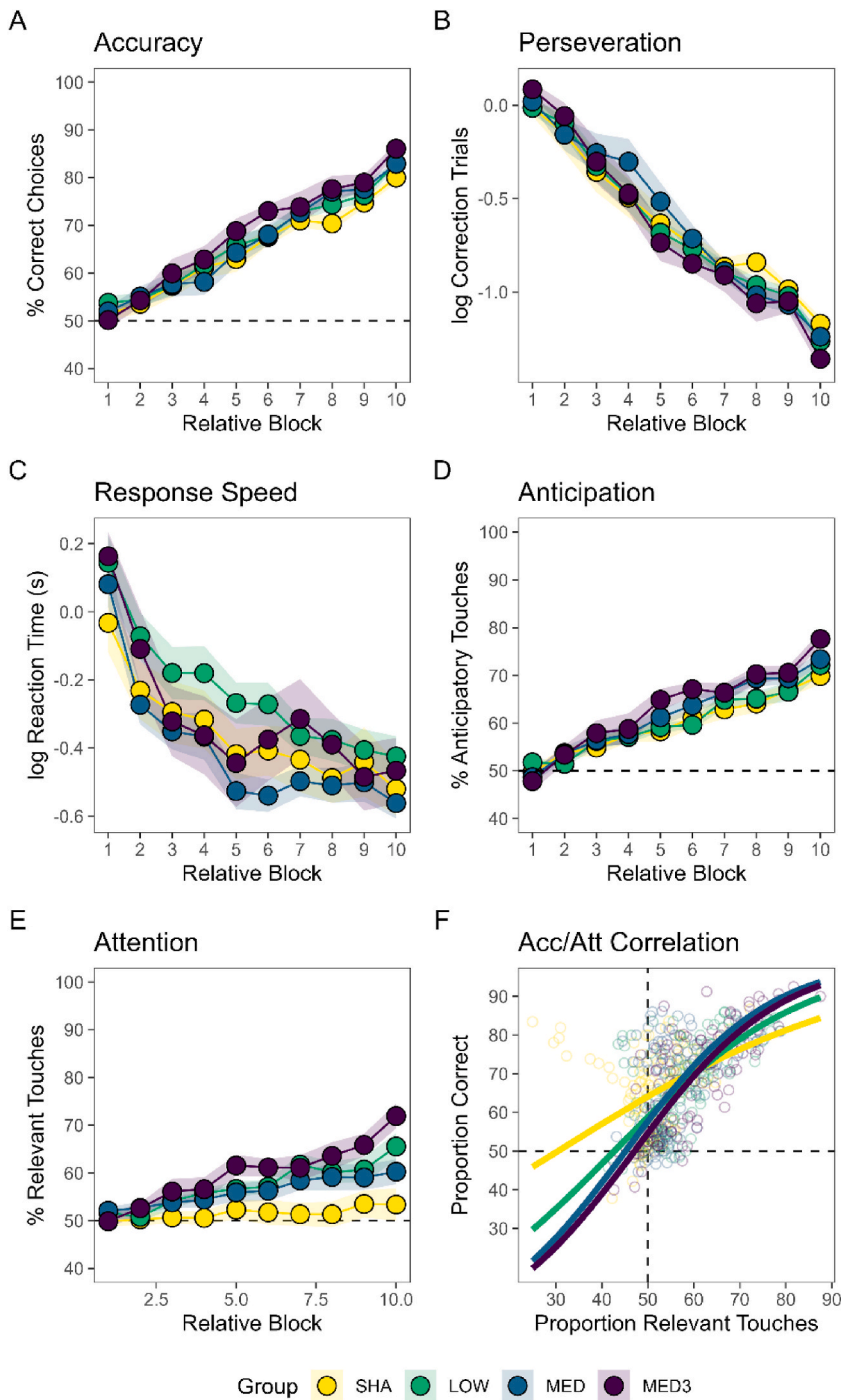 A
Accuracy
% Correct Choices
100
90
80
70
60
50
40
1 2 3 4 5 6 7 8 9 10
Relative Block
B
Perseveration
log Correction Trials
0.0
-0.5
-1.0
1 2 3 4 5 6 7 8 9 10
Relative Block
C
Response Speed
log Reaction Time (s)
0.2
0.0
-0.2
-0.4
-0.6
1 2 3 4 5 6 7 8 9 10
Relative Block
D
Anticipation
% Anticipatory Touches
100
90
80
70
60
50
40
1 2 3 4 5 6 7 8 9 10
Relative Block
E
Attention
% Relevant Touches
100
90
80
70
60
50
40
2.5 5.0 7.5 10.0
Relative Block
F
Acc/Att Correlation
Proportion Correct
90
80
70
60
50
40
30
30 40 50 60 70 80 90
Proportion Relevant Touches
Group SHA LOW MED MED3